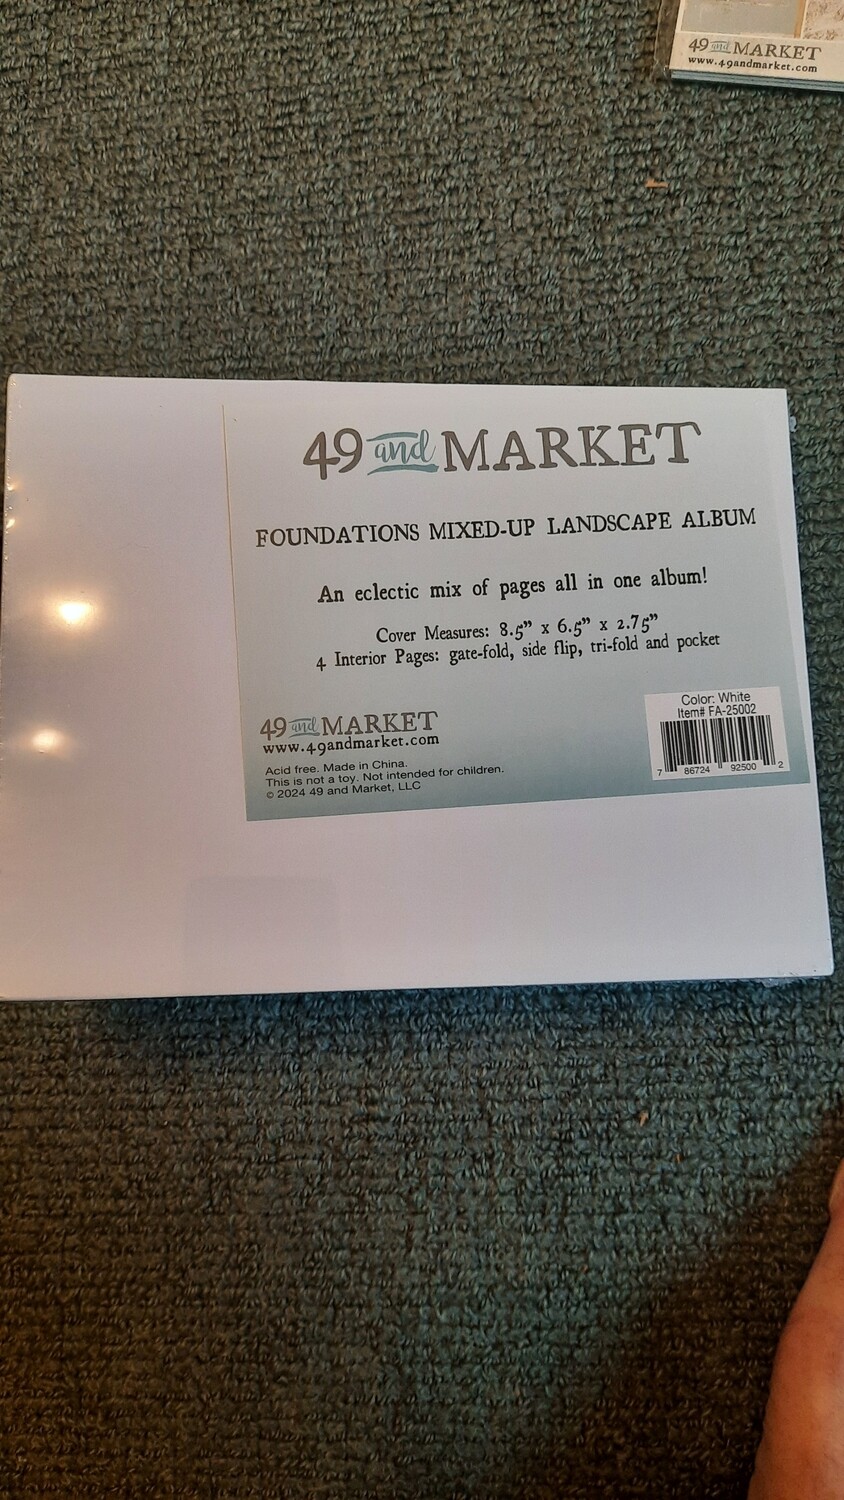 49 and MARKET
www.49andmarket.com
49 and MARKET
FOUNDATIONS MIXED-UP LANDSCAPE ALBUM
An eclectic mix of pages all in one album!
Cover Measures: 8.5” x 6.5” x 2.75”
4 Interior Pages: gate-fold, side flip, tri-fold and pocket
49 and MARKET
www.49andmarket.com
Acid free. Made in China.
This is not a toy. Not intended for children.
© 2024 49 and Market, LLC
Color: White
Item# FA-25002
7 86724 92500 2